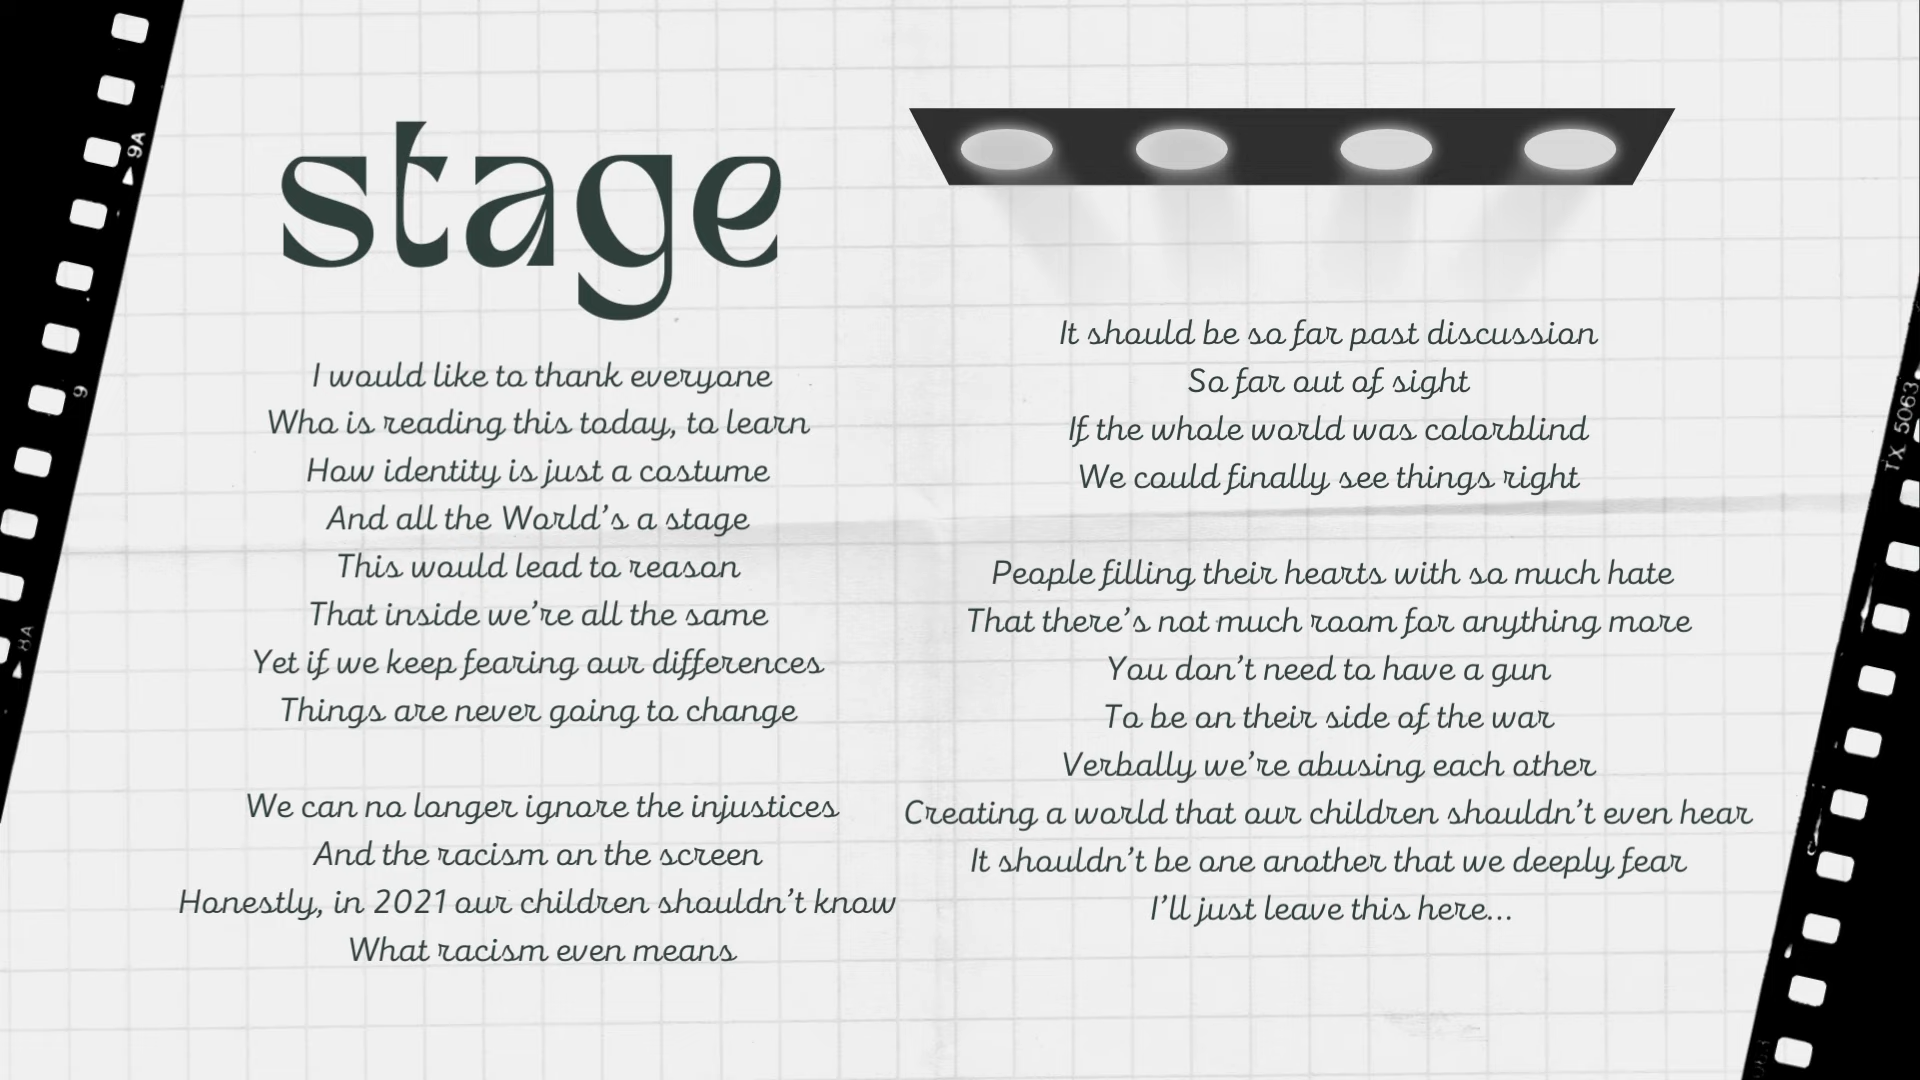 stage
I would like to thank everyone
Who is reading this today, to learn
How identity is just a costume
And all the World's a stage
This would lead to reason
That inside we're all the same
Yet if we keep fearing our differences
Things are never going to change
We can no longer ignore the injustices
And the racism on the screen
Honestly, in 2021 our children shouldn't know
What racism even means
It should be so far past discussion
So far out of sight
If the whole world was colorblind
We could finally see things right
People filling their hearts with so much hate
That there's not much room for anything more
You don't need to have a gun
To be on their side of the war
Verbally we're abusing each other
Creating a world that our children shouldn't even hear
It shouldn't be one another that we deeply fear
I'll just leave this here...
9A
9
8A
TX 5063